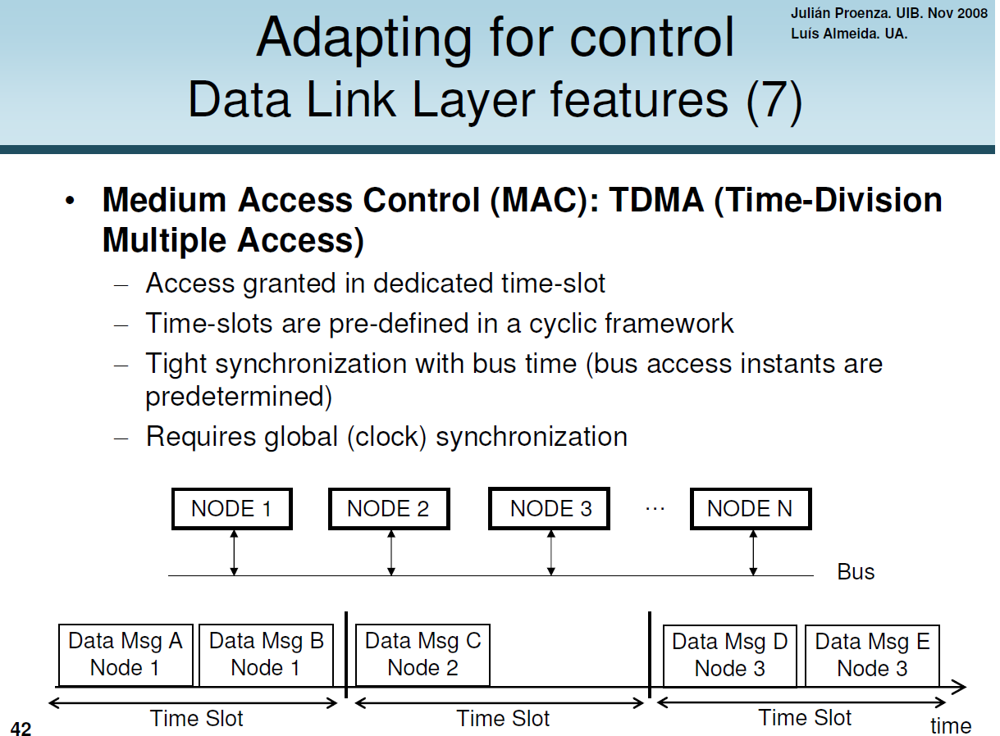 Julián Proenza. UIB. Nov 2008
Luís Almeida. UA.
Adapting for control
Data Link Layer features (7)
• Medium Access Control (MAC): TDMA (Time-Division
Multiple Access)
– Access granted in dedicated time-slot
– Time-slots are pre-defined in a cyclic framework
– Tight synchronization with bus time (bus access instants are
predetermined)
– Requires global (clock) synchronization
NODE 1 NODE 2 NODE 3 ... NODE N
Bus
Data Msg A Data Msg B Data Msg C Data Msg D Data Msg E
Node 1 Node 1 Node 2 Node 3 Node 3
Time Slot Time Slot Time Slot
time
42